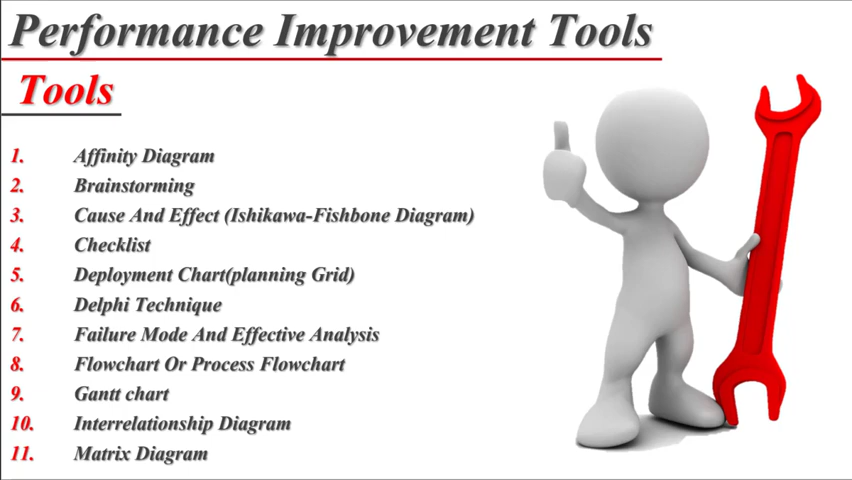 Performance Improvement Tools
Tools
1. Affinity Diagram
2. Brainstorming
3. Cause And Effect (Ishikawa-Fishbone Diagram)
4. Checklist
5. Deployment Chart(planning Grid)
6. Delphi Technique
7. Failure Mode And Effective Analysis
8. Flowchart Or Process Flowchart
9. Gantt chart
10. Interrelationship Diagram
11. Matrix Diagram